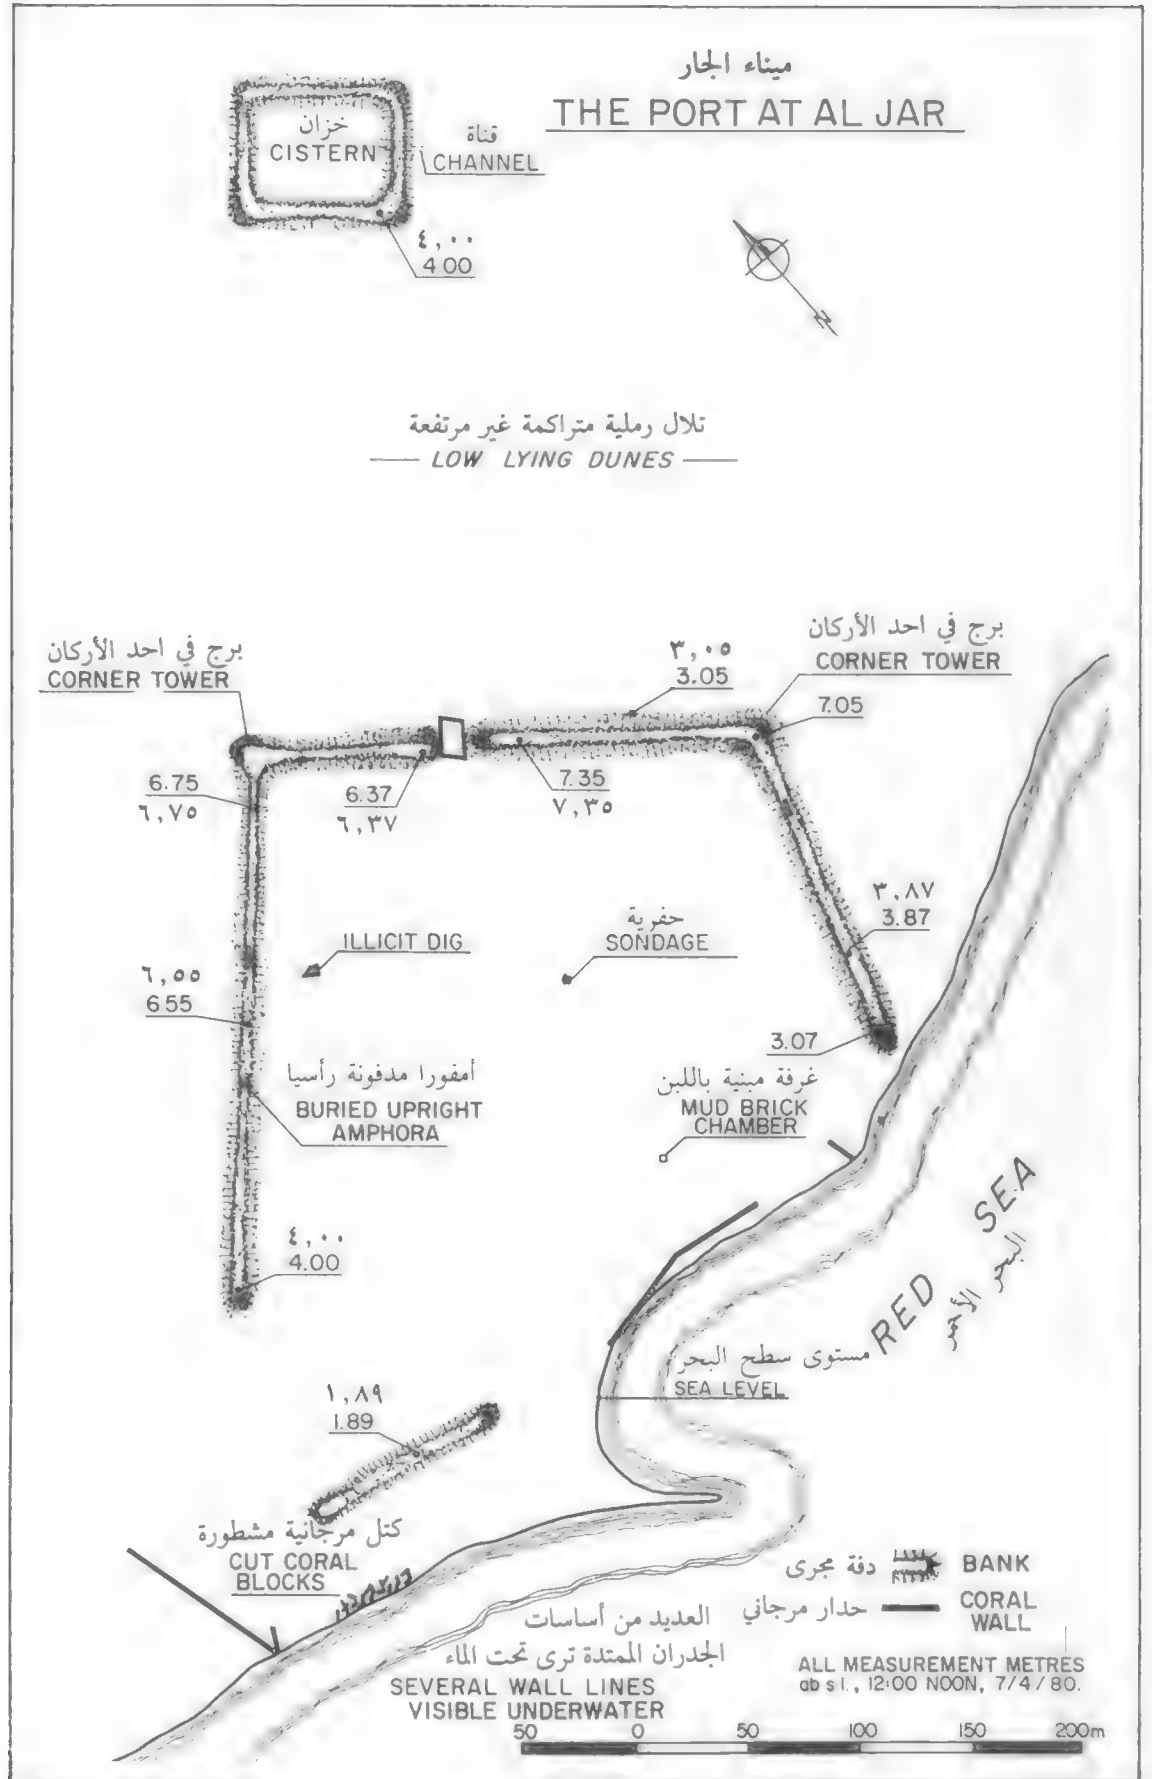 ميناء الجار
THE PORT AT AL JAR
خزان
CISTERN
قناة
CHANNEL
٤,٠٠
4 00
N
تلال رملية متراكمة غير مرتفعة
LOW LYING DUNES
برج في احد الأركان
CORNER TOWER
٣,٠٥
3.05
برج في احد الأركان
CORNER TOWER
7.05
6.75
٦,٧٥
6.37
٦,٣٧
7.35
٧,٣٥
٣,٨٧
3.87
ILLICIT DIG
حفرية
SONDAGE
٦,٥٥
6 55
3.07
أمفورا مدفونة رأسيا
BURIED UPRIGHT
AMPHORA
غرفة مبنية باللبن
MUD BRICK
CHAMBER
٤,٠٠
4.00
RED SEA
البحر الأحمر
مستوى سطح البحر
SEA LEVEL
١,٨٩
1.89
كتل مرجانية مشطورة
CUT CORAL
BLOCKS
دفة مجرى
BANK
حدار مرجاني
CORAL
WALL
العديد من أساسات
الجدران الممتدة ترى تحت الماء
SEVERAL WALL LINES
VISIBLE UNDERWATER
ALL MEASUREMENT METRES
ab s l., 12:00 NOON, 7/4/80.
50 0 50 100 150 200m